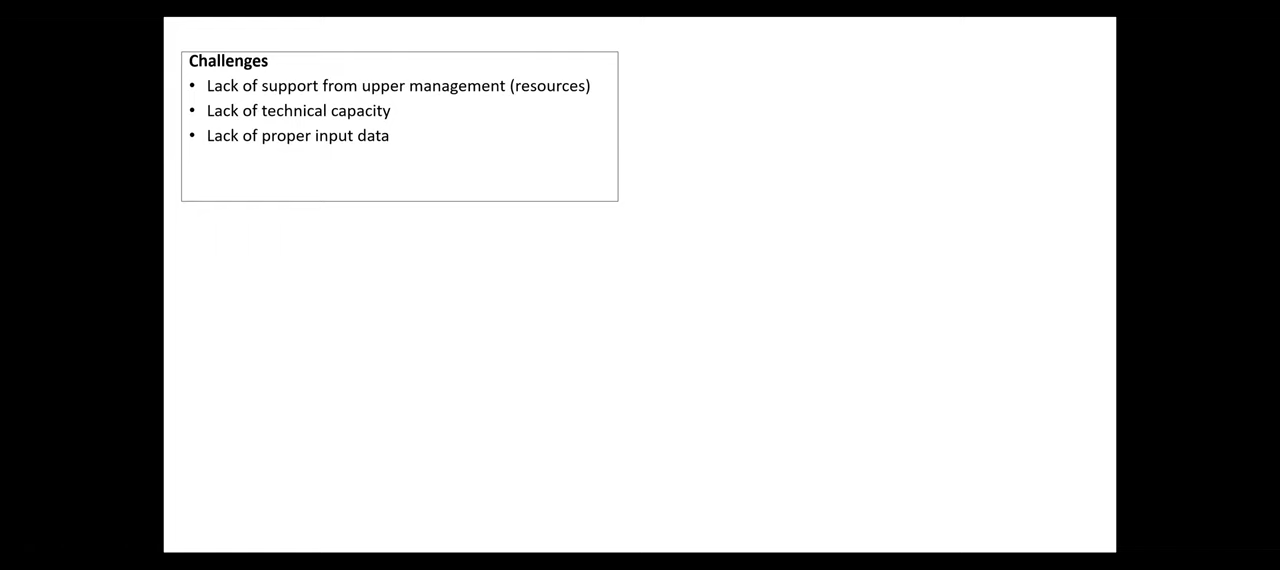 Challenges
• Lack of support from upper management (resources)
• Lack of technical capacity
• Lack of proper input data